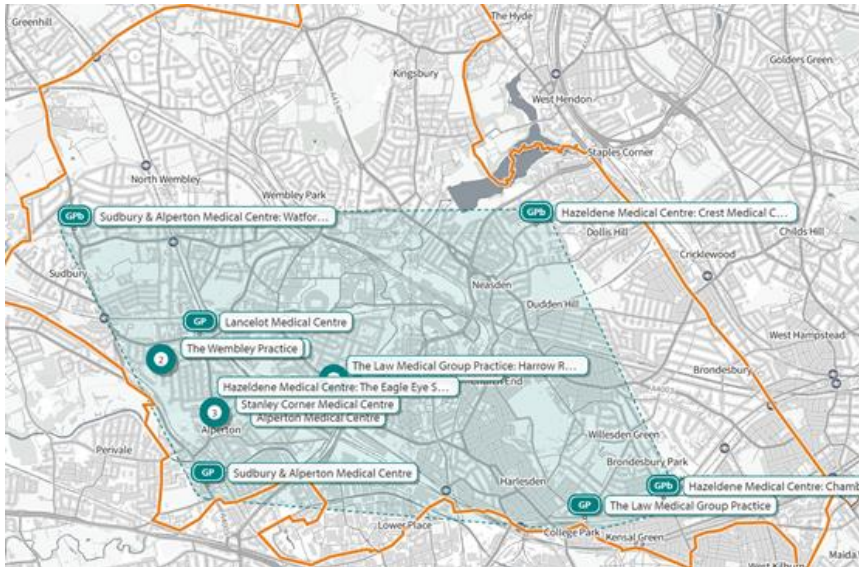 Greenhill
The Hyde
Golders Green
Kingsbury
West Hendon
Staples Corner
North Wembley
Wembley Park
GPb
Sudbury & Alperton Medical Centre: Watfor...
GPb
Hazeldene Medical Centre: Crest Medical C...
Dollis Hill
Childs Hill
Cricklewood
Sudbury
Neasden
Dudden Hill
GP
Lancelot Medical Centre
West Hampstead
2
The Wembley Practice
The Law Medical Group Practice: Harrow R...
Brondesbury
Church End
Hazeldene Medical Centre: The Eagle Eye S...
Stanley Corner Medical Centre
3
Alperton Medical Centre
Alperton
Willesden Green
Perivale
Brondesbury Park
GP
Sudbury & Alperton Medical Centre
Harlesden
GPb
Hazeldene Medical Centre: Chamb
GP
The Law Medical Group Practice
Lower Place
College Park
Kensal Green
Maida
West Kilburn